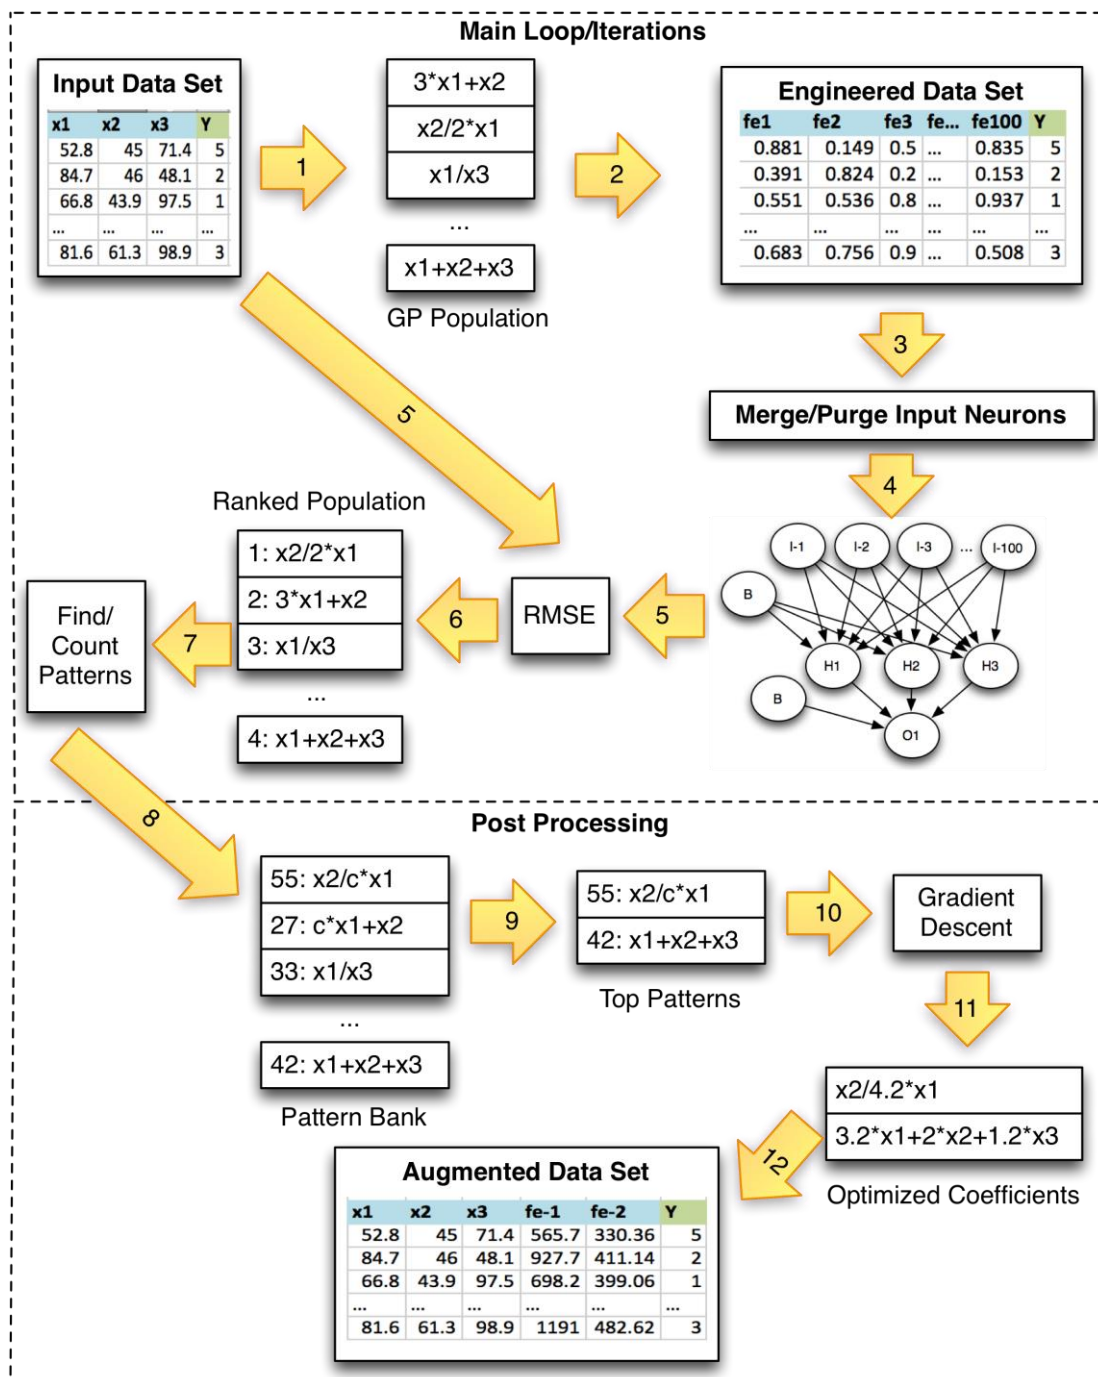 Main Loop/Iterations
Input Data Set
x1 x2 x3 Y
52.8 45 71.4 5
84.7 46 48.1 2
66.8 43.9 97.5 1
... ... ... ...
81.6 61.3 98.9 3
1
3*x1+x2
x2/2*x1
x1/x3
...
x1+x2+x3
GP Population
2
Engineered Data Set
fe1 fe2 fe3 fe... fe100 Y
0.881 0.149 0.5 ... 0.835 5
0.391 0.824 0.2 ... 0.153 2
0.551 0.536 0.8 ... 0.937 1
... ... ... ... ...
0.683 0.756 0.9 ... 0.508 3
3
Merge/Purge Input Neurons
4
I-1 I-2 I-3 ... I-100
B
H1 H2 H3
B
O1
5
5
RMSE
6
Ranked Population
1: x2/2*x1
2: 3*x1+x2
3: x1/x3
...
4: x1+x2+x3
7
Find/
Count
Patterns
8
Post Processing
55: x2/c*x1
27: c*x1+x2
33: x1/x3
...
42: x1+x2+x3
Pattern Bank
9
55: x2/c*x1
42: x1+x2+x3
Top Patterns
10
Gradient
Descent
11
x2/4.2*x1
3.2*x1+2*x2+1.2*x3
Optimized Coefficients
12
Augmented Data Set
x1 x2 x3 fe-1 fe-2 Y
52.8 45 71.4 565.7 330.36 5
84.7 46 48.1 927.7 411.14 2
66.8 43.9 97.5 698.2 399.06 1
... ... ... ... ... ...
81.6 61.3 98.9 1191 482.62 3